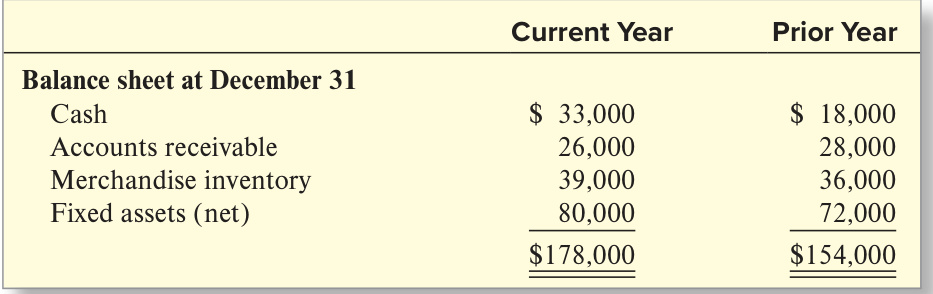 Current Year Prior Year
Balance sheet at December 31
Cash $ 33,000 $ 18,000
Accounts receivable 26,000 28,000
Merchandise inventory 39,000 36,000
Fixed assets (net) 80,000 72,000
$178,000 $154,000